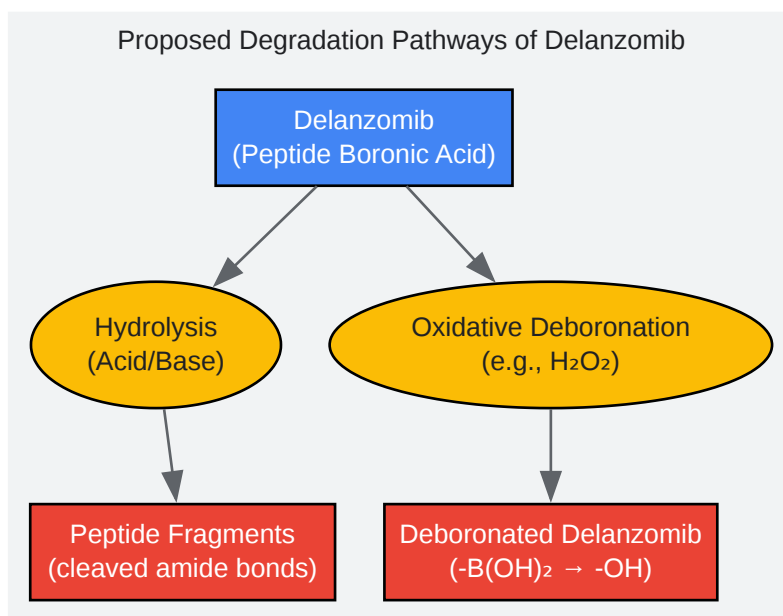 Proposed Degradation Pathways of Delanzomib
Delanzomib
(Peptide Boronic Acid)
Hydrolysis
(Acid/Base)
Oxidative Deboronation
(e.g., H₂O₂)
Peptide Fragments
(cleaved amide bonds)
Deboronated Delanzomib
(-B(OH)₂ → -OH)